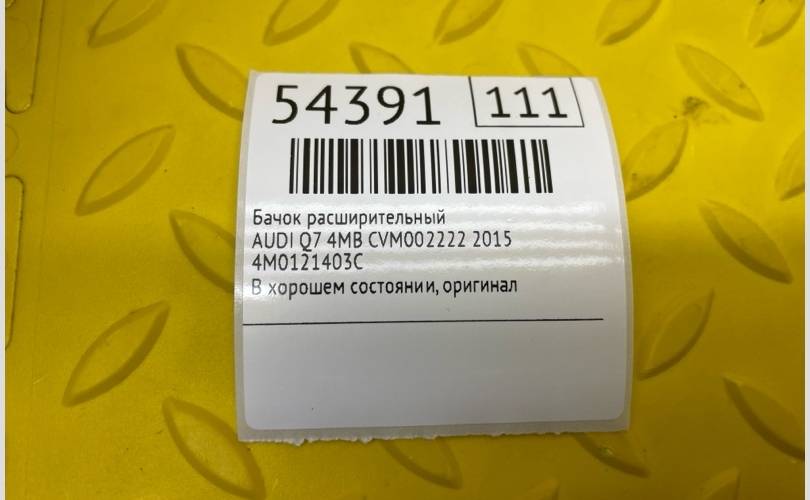 54391 111
Бачок расширительный
AUDI Q7 4MB CVM002222 2015
4M0121403C
В хорошем состоянии, оригинал